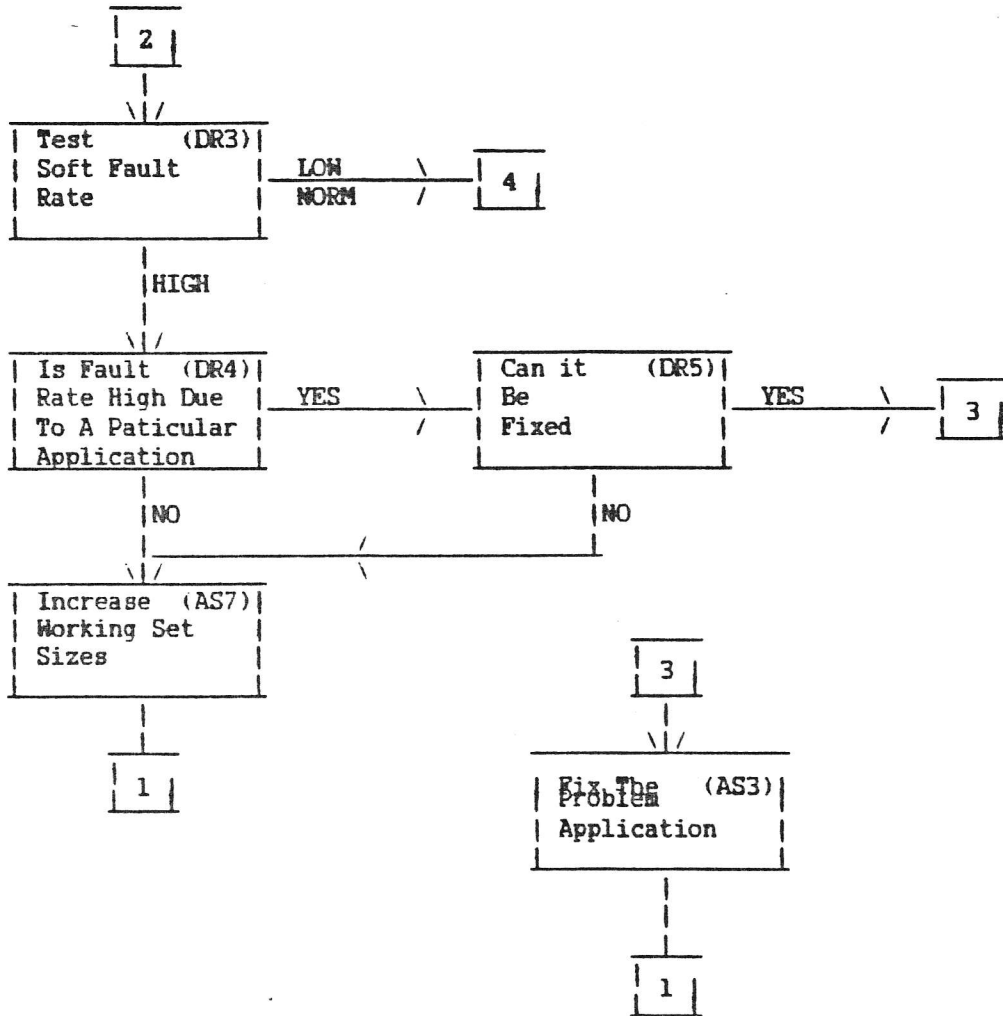 2
Test (DR3)
Soft Fault
Rate
LOW
NORM
4
HIGH
Is Fault (DR4)
Rate High Due
To A Paticular
Application
YES
Can it (DR5)
Be
Fixed
YES
3
NO
NO
Increase (AS7)
Working Set
Sizes
1
3
Fix The (AS3)
Problem
Application
1